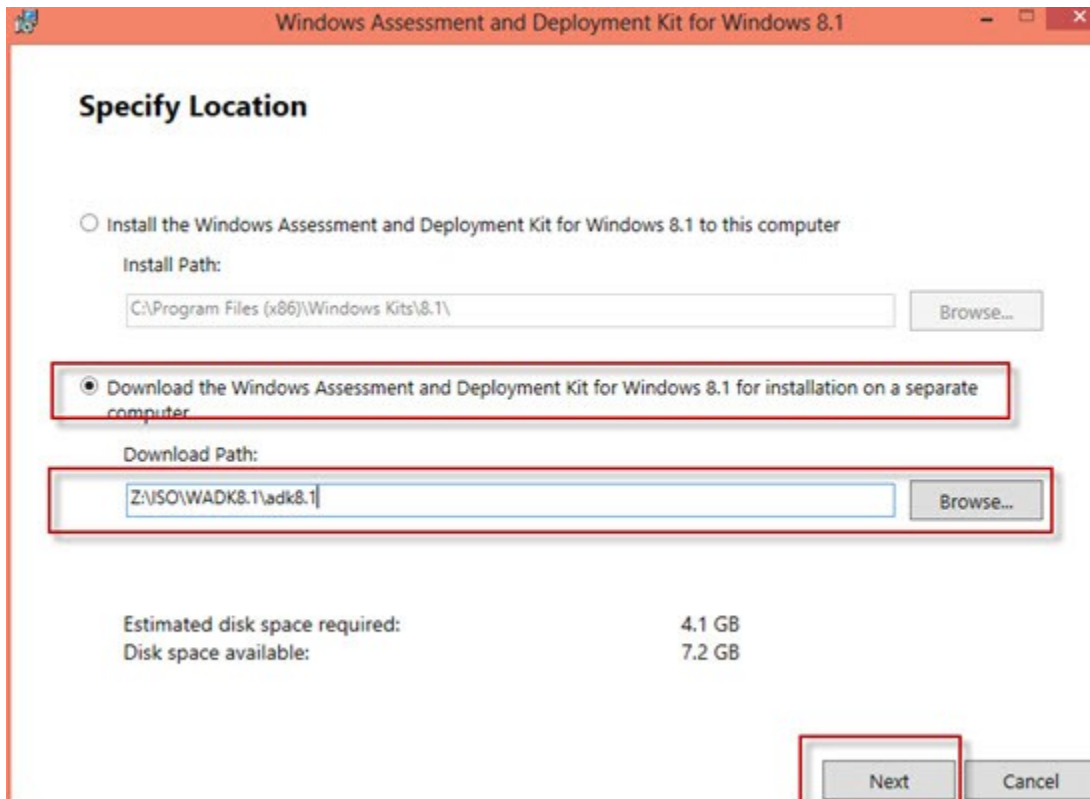 Windows Assessment and Deployment Kit for Windows 8.1
Specify Location
Install the Windows Assessment and Deployment Kit for Windows 8.1 to this computer
Install Path:
C:\Program Files (x86)\Windows Kits\8.1\
Browse...
Download the Windows Assessment and Deployment Kit for Windows 8.1 for installation on a separate
computer
Download Path:
Z:\ISO\WADK8.1\adk8.1
Browse...
Estimated disk space required: 4.1 GB
Disk space available: 7.2 GB
Next Cancel